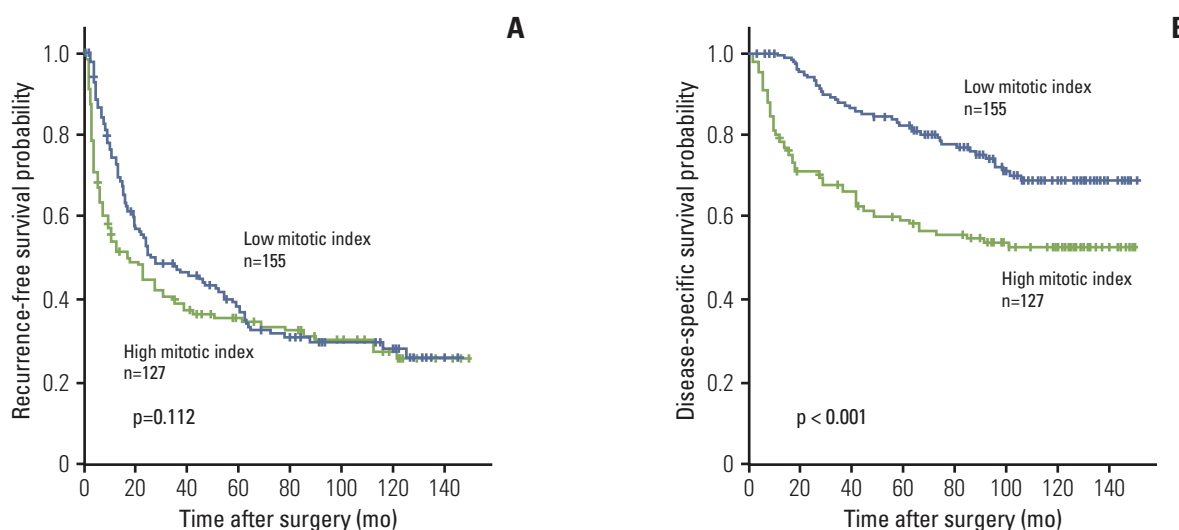 A
1.0
0.8
0.6
0.4
0.2
0
Recurrence-free survival probability
Low mitotic index
n=155
High mitotic index
n=127
p=0.112
0 20 40 60 80 100 120 140
Time after surgery (mo)
1.0
0.8
0.6
0.4
0.2
0
Disease-specific survival probability
Low mitotic index
n=155
High mitotic index
n=127
p < 0.001
0 20 40 60 80 100 120 140
Time after surgery (mo)